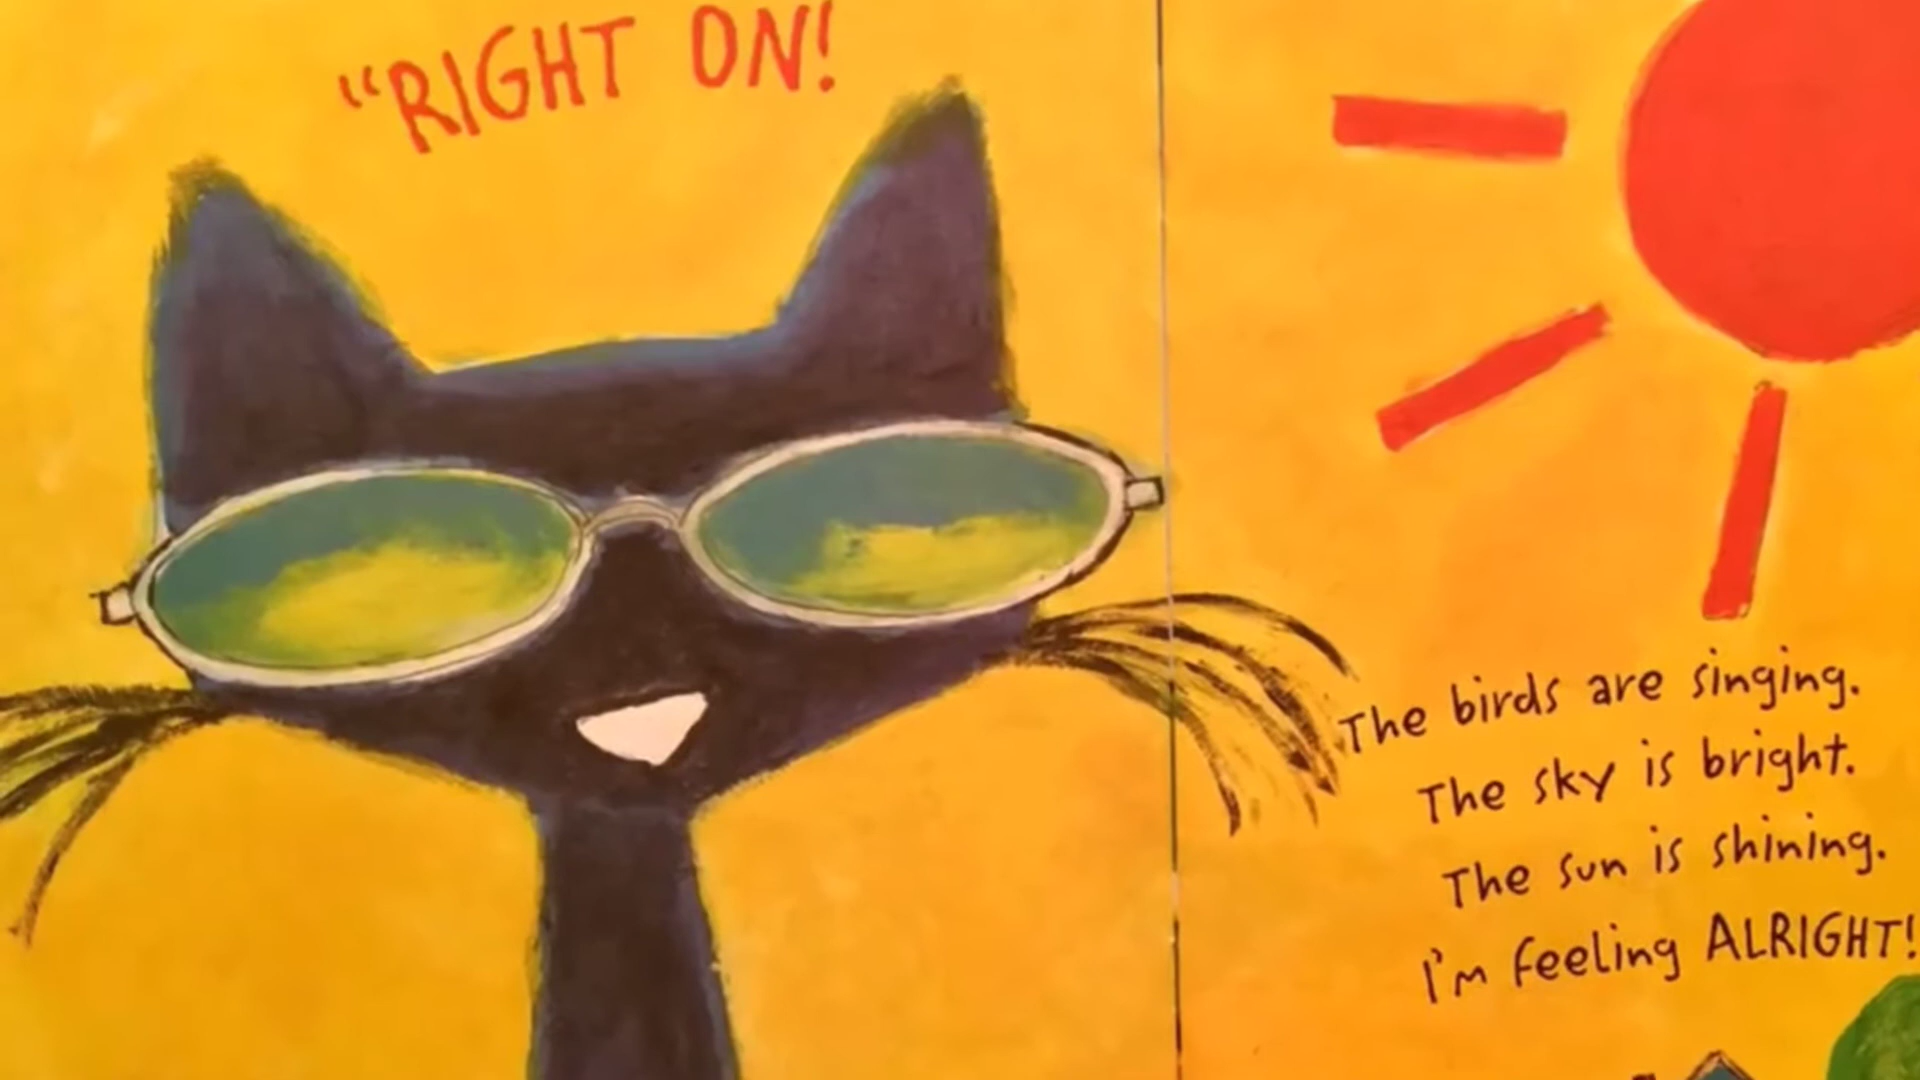 “RIGHT ON!
The birds are singing.
The sky is bright.
The sun is shining.
I'm feeling ALRIGHT!